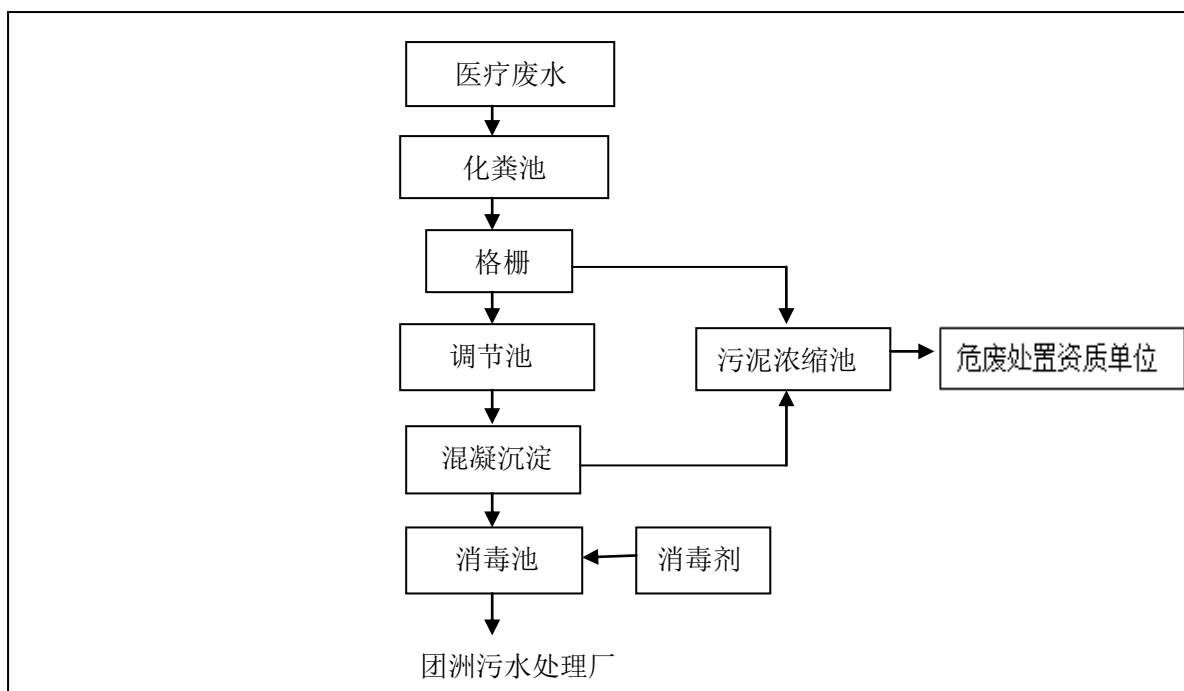 医疗废水
化粪池
格栅
调节池
污泥浓缩池
危废处置资质单位
混凝沉淀
消毒池
消毒剂
团洲污水处理厂